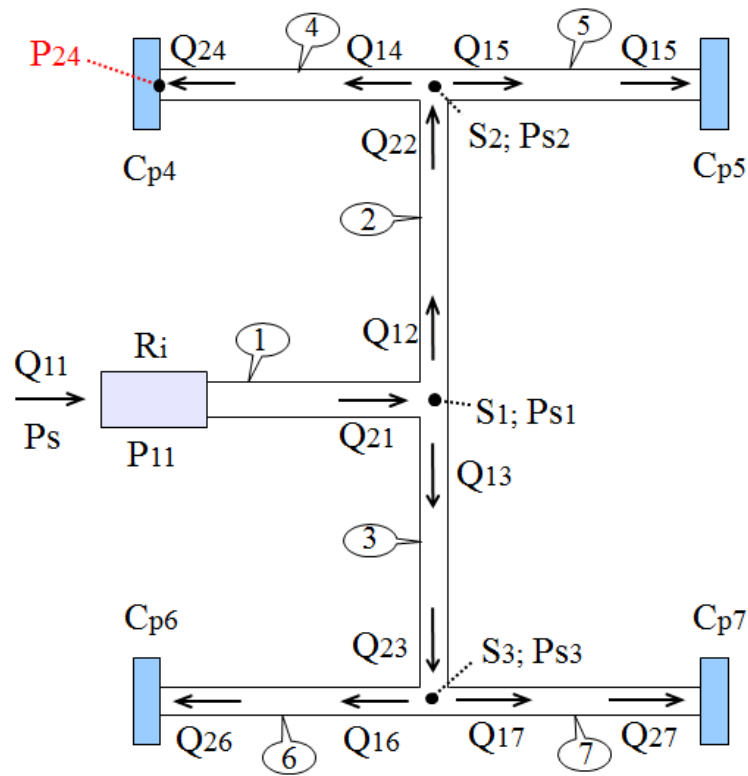 4
5
P24
Q24
Q14
Q15
Q15
Cp4
Q22
S2; Ps2
Cp5
2
Q12
1
Ri
Q11
Ps
P11
Q21
S1; Ps1
Q13
3
Cp6
Q23
S3; Ps3
Cp7
Q26
6
Q16
Q17
7
Q27